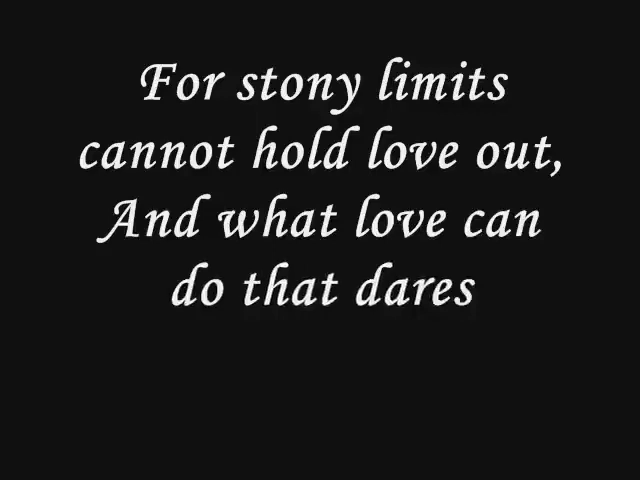 For stony limits
cannot hold love out,
And what love can
do that dares